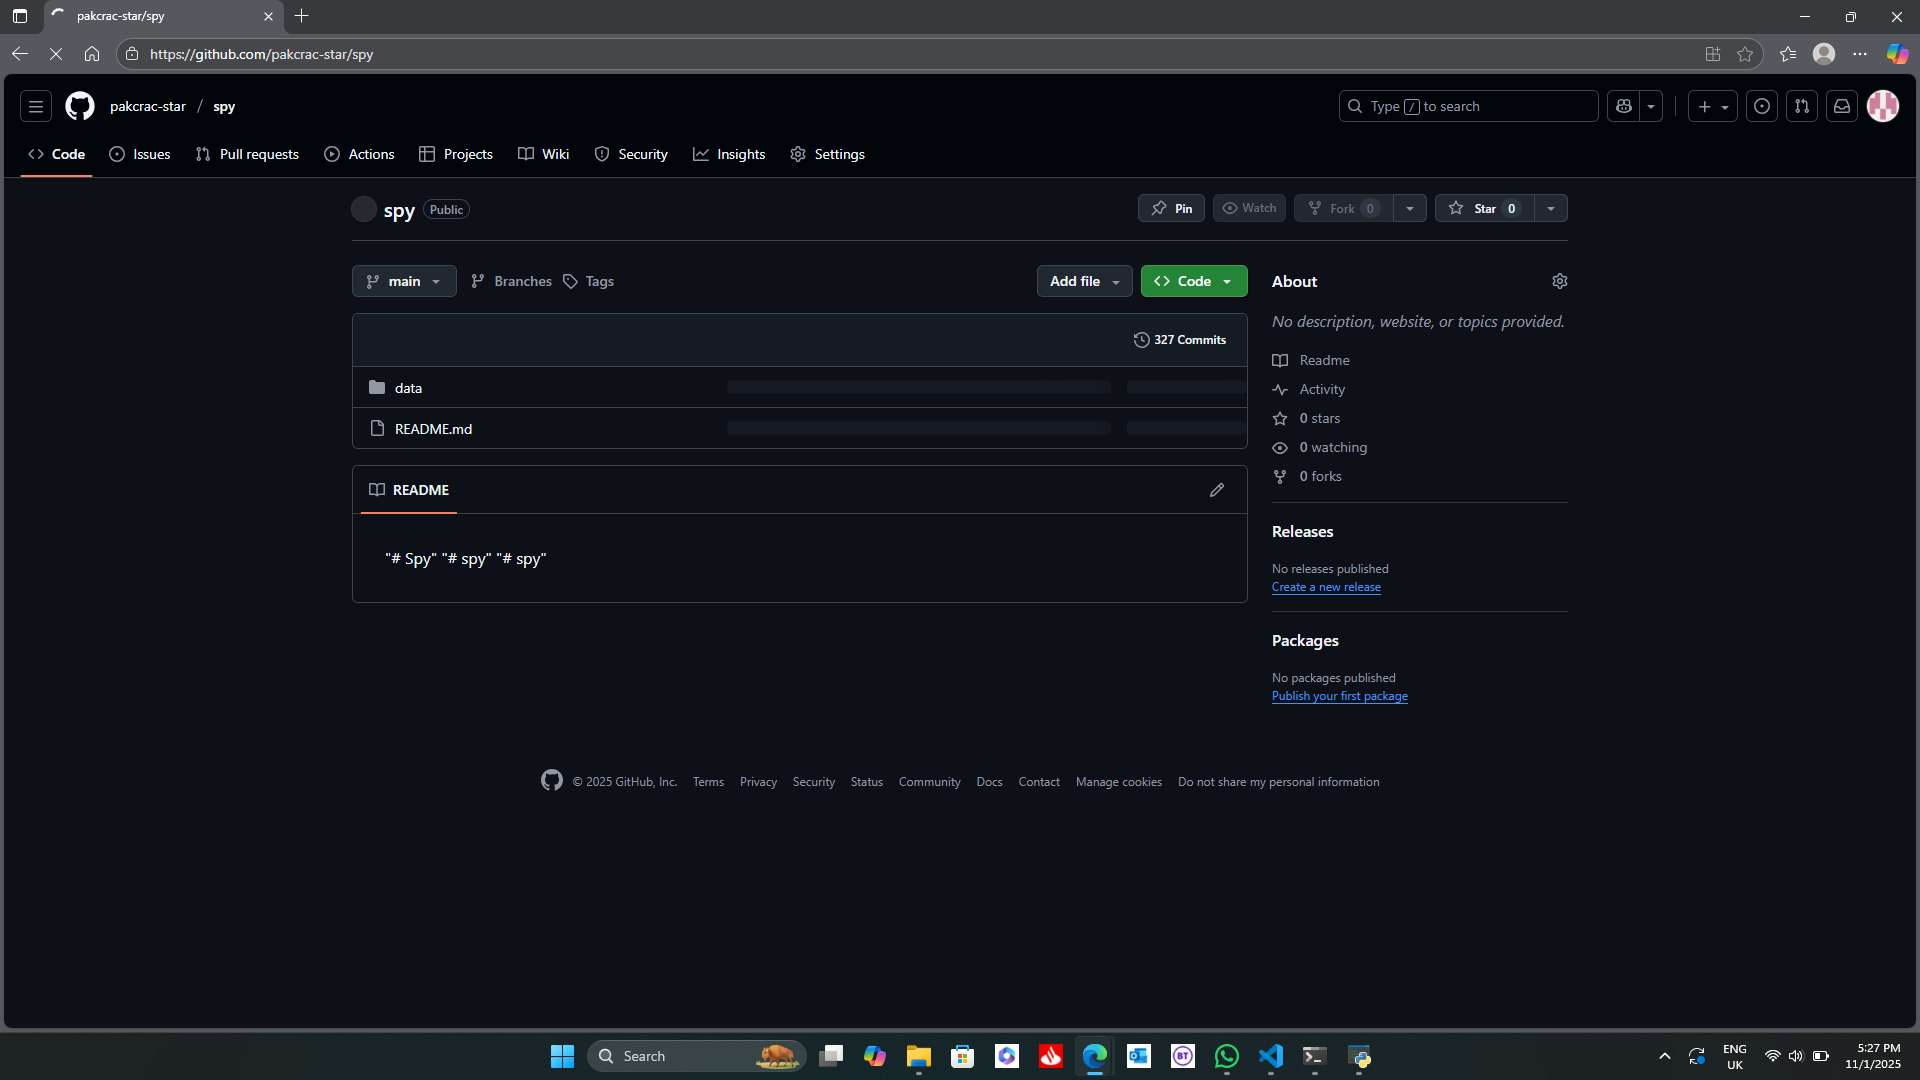 pakcrac-star/spy
https://github.com/pakcrac-star/spy
pakcrac-star / spy
Type / to search
Code Issues Pull requests Actions Projects Wiki Security Insights Settings
spy Public
Pin Watch Fork 0 Star 0
main Branches Tags Add file Code
327 Commits
data
README.md
README
"# Spy" "# spy" "# spy"
About
No description, website, or topics provided.
Readme
Activity
0 stars
0 watching
0 forks
Releases
No releases published
Create a new release
Packages
No packages published
Publish your first package
© 2025 GitHub, Inc. Terms Privacy Security Status Community Docs Contact Manage cookies Do not share my personal information
Search
BT
ENG
UK
5:27 PM
11/1/2025